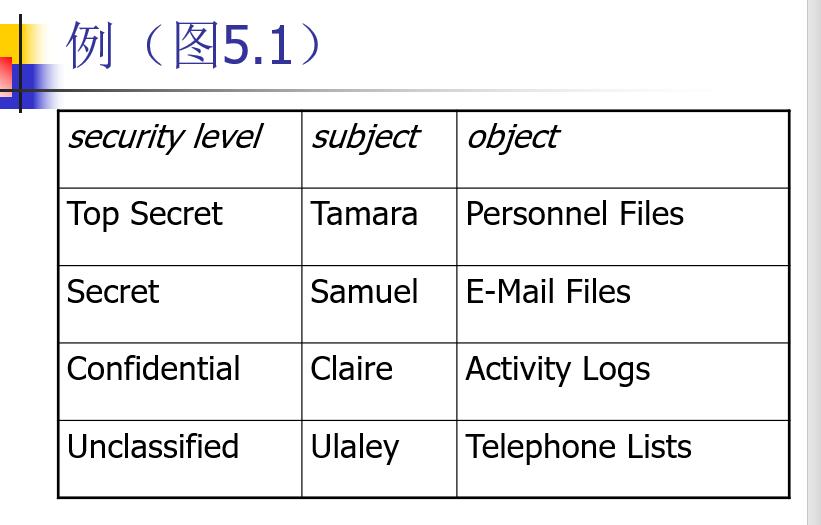 例（图5.1）
security level subject object
Top Secret Tamara Personnel Files
Secret Samuel E-Mail Files
Confidential Claire Activity Logs
Unclassified Ulaley Telephone Lists